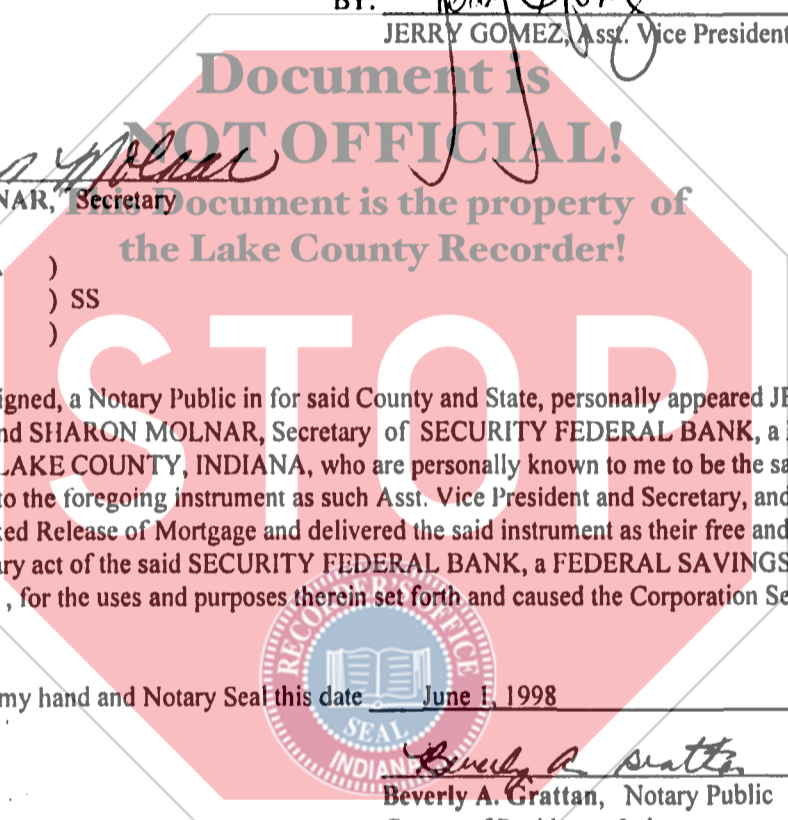 BY:
JERRY GOMEZ, Asst. Vice President
Document is
NOT OFFICIAL!
Molnar
NAR, Secretary
This Document is the property of
the Lake County Recorder!
)
) SS
)
STOP
igned, a Notary Public in for said County and State, personally appeared JE
nd SHARON MOLNAR, Secretary of SECURITY FEDERAL BANK, a
LAKE COUNTY, INDIANA, who are personally known to me to be the sa
to the foregoing instrument as such Asst. Vice President and Secretary, and
ked Release of Mortgage and delivered the said instrument as their free and
ry act of the said SECURITY FEDERAL BANK, a FEDERAL SAVINGS
, for the uses and purposes therein set forth and caused the Corporation Se
RECORDER'S OFFICE
SEAL
INDIANA
my hand and Notary Seal this date June 1, 1998
Beverly A. Grattan
Beverly A. Grattan, Notary Public